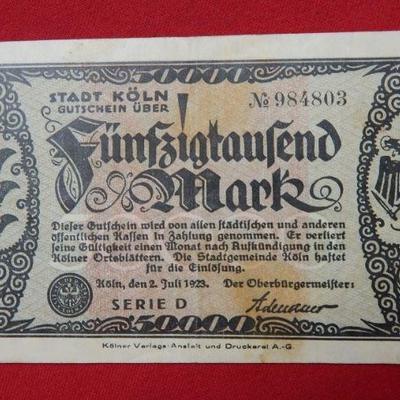 50000
STADT KÖLN
GUTSCHEIN ÜBER
№ 984803
Fünfzigtausend
Mark
Dieser Gutschein wird von allen städtischen und anderen
öffentlichen Kassen in Zahlung genommen. Er verliert
seine Gültigkeit einen Monat nach Aufkündigung in den
Kölner Ortsblättern. Die Stadtgemeinde Köln haftet
für die Einlösung.
Köln, den 2. Juli 1923. Der Oberbürgermeister:
SERIE D
Adenauer
50000
Kölner Verlags-Anstalt und Druckerei A.-G.